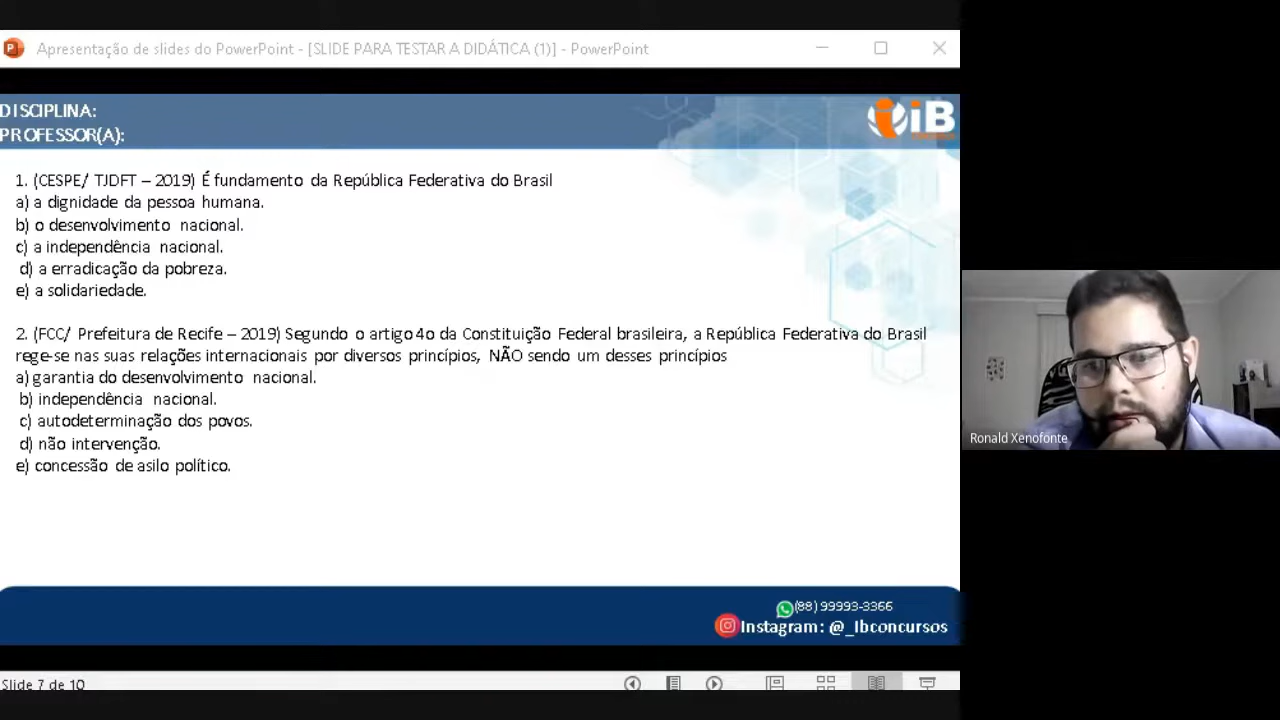 Apresentação de slides do PowerPoint - [SLIDE PARA TESTAR A DIDÁTICA (1)] - PowerPoint
DISCIPLINA:
PROFESSOR(A):
iB
1. (CESPE/ TJDFT – 2019) É fundamento da República Federativa do Brasil
a) a dignidade da pessoa humana.
b) o desenvolvimento nacional.
c) a independência nacional.
d) a erradicação da pobreza.
e) a solidariedade.
2. (FCC/ Prefeitura de Recife – 2019) Segundo o artigo 4o da Constituição Federal brasileira, a República Federativa do Brasil
rege-se nas suas relações internacionais por diversos princípios, NÃO sendo um desses princípios
a) garantia do desenvolvimento nacional.
b) independência nacional.
c) autodeterminação dos povos.
d) não intervenção.
e) concessão de asilo político.
Ronald Xenofonte
(88) 99993-3366
Instagram: @_Ibconcursos
Slide 7 de 10